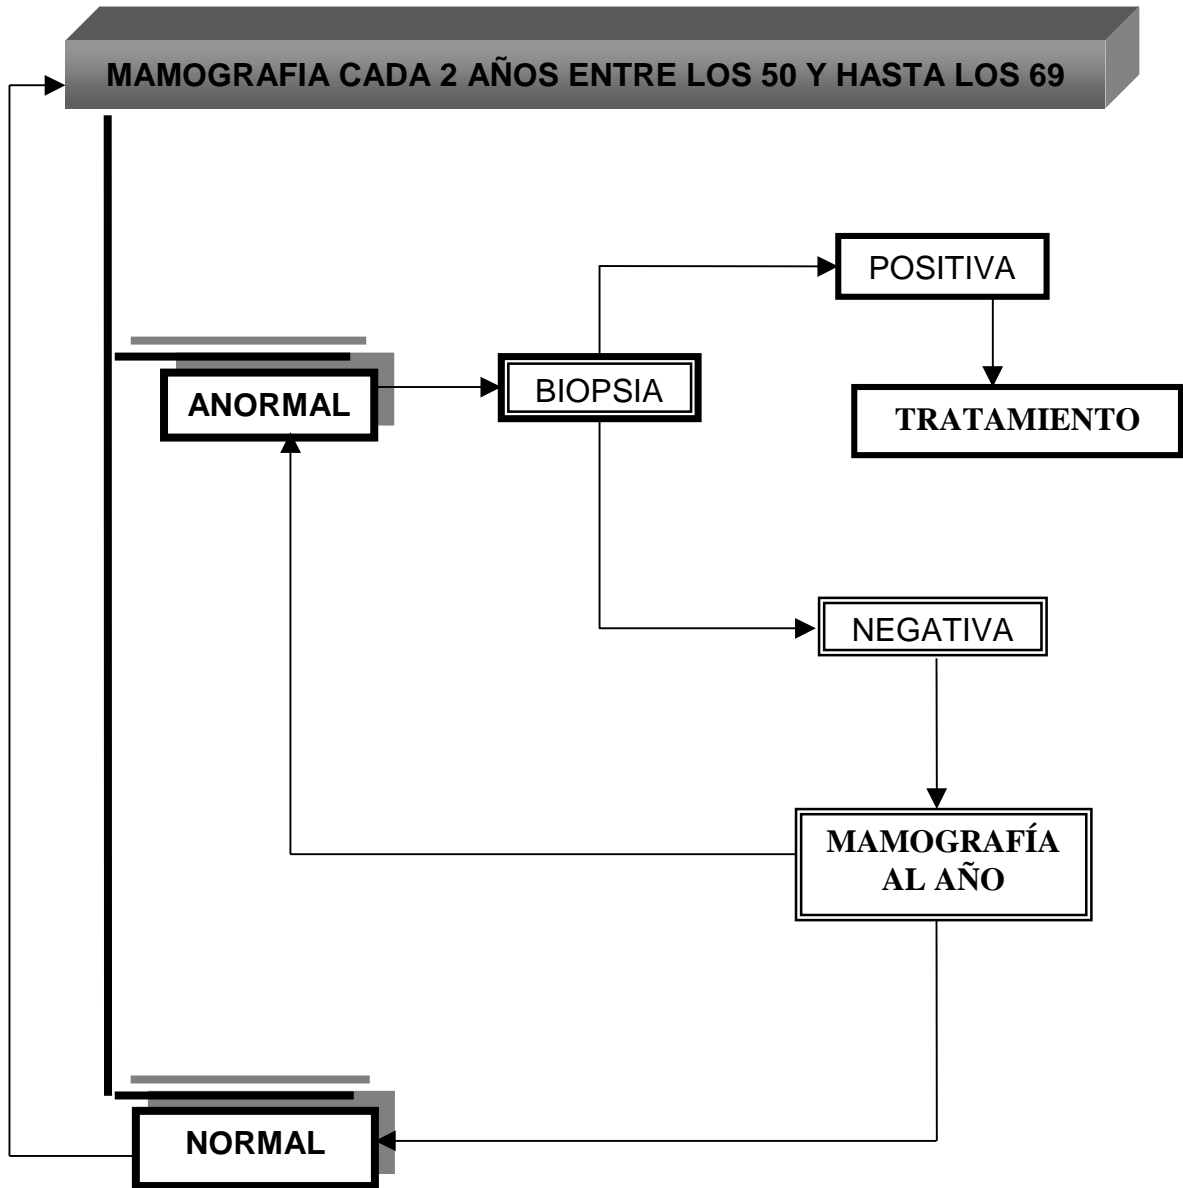 MAMOGRAFIA CADA 2 AÑOS ENTRE LOS 50 Y HASTA LOS 69
POSITIVA
ANORMAL
BIOPSIA
TRATAMIENTO
NEGATIVA
MAMOGRAFÍA
AL AÑO
NORMAL